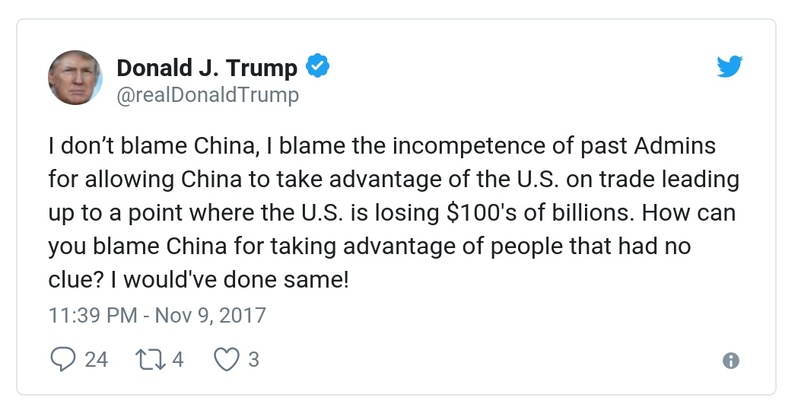 Donald J. Trump
@realDonaldTrump
I don’t blame China, I blame the incompetence of past Admins
for allowing China to take advantage of the U.S. on trade leading
up to a point where the U.S. is losing $100's of billions. How can
you blame China for taking advantage of people that had no
clue? I would've done same!
11:39 PM - Nov 9, 2017
24 4 3